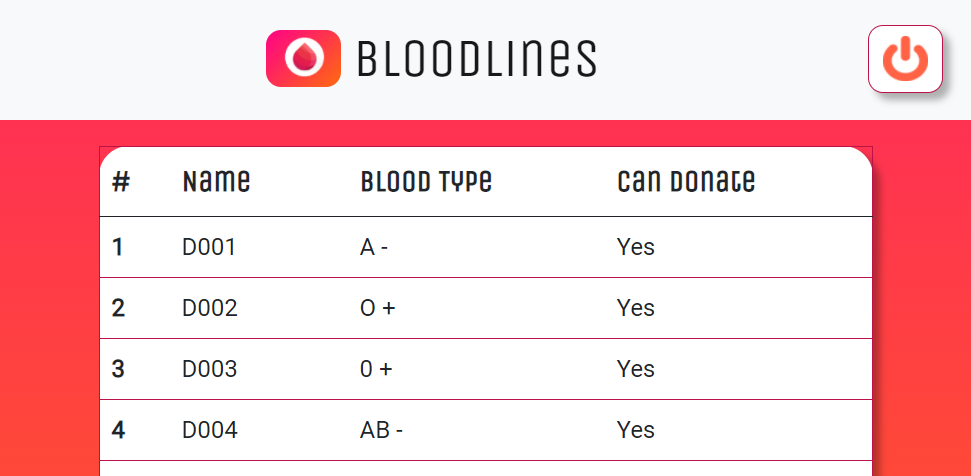 BLOODLInes
# Name BLOOD TYPE Can Donate
1 D001 A - Yes
2 D002 O + Yes
3 D003 0 + Yes
4 D004 AB - Yes